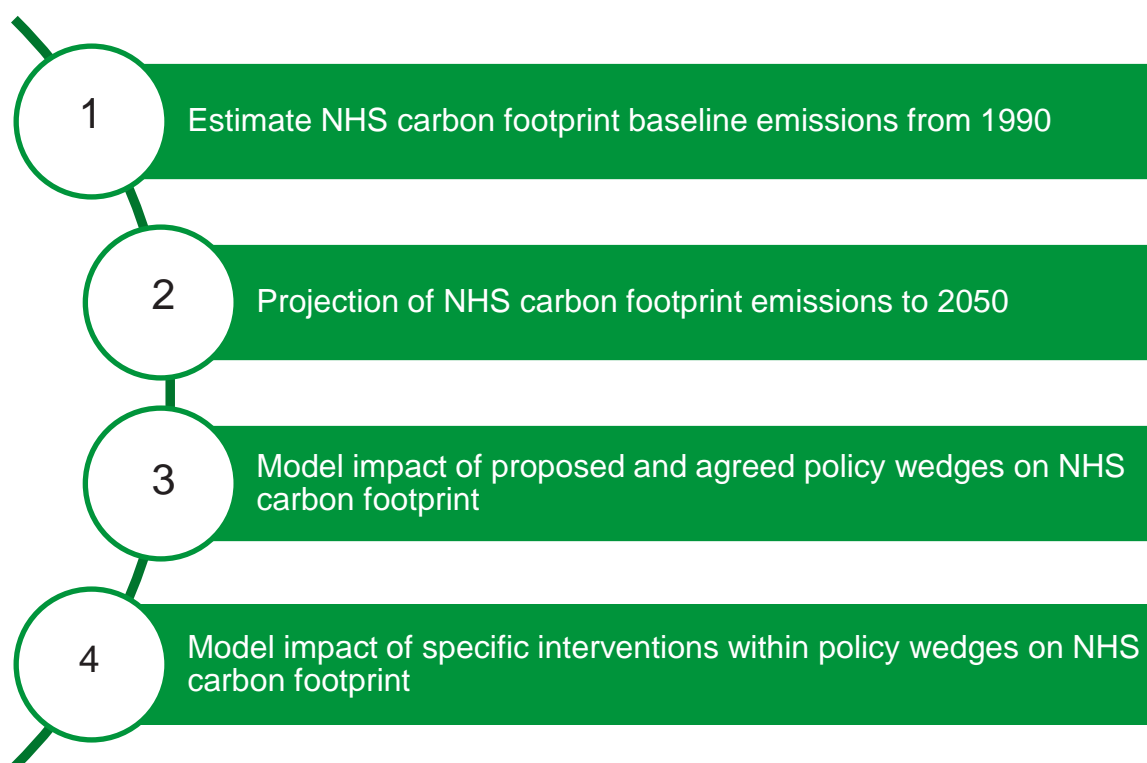 1
Estimate NHS carbon footprint baseline emissions from 1990
2
Projection of NHS carbon footprint emissions to 2050
3
Model impact of proposed and agreed policy wedges on NHS
carbon footprint
4
Model impact of specific interventions within policy wedges on NHS
carbon footprint